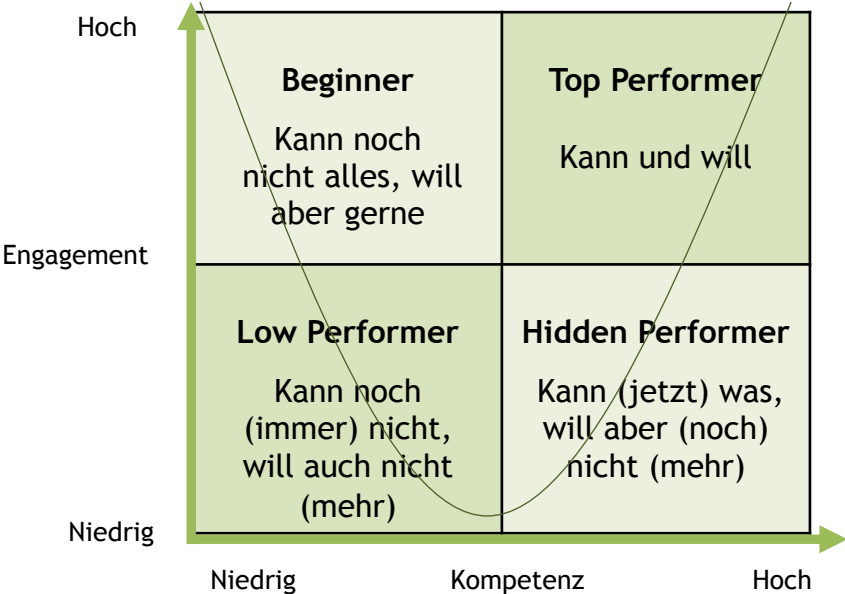 Hoch
Beginner
Kann noch
nicht alles, will
aber gerne
Top Performer
Kann und will
Engagement
Low Performer
Kann noch
(immer) nicht,
will auch nicht
(mehr)
Hidden Performer
Kann (jetzt) was,
will aber (noch)
nicht (mehr)
Niedrig
Niedrig
Kompetenz
Hoch